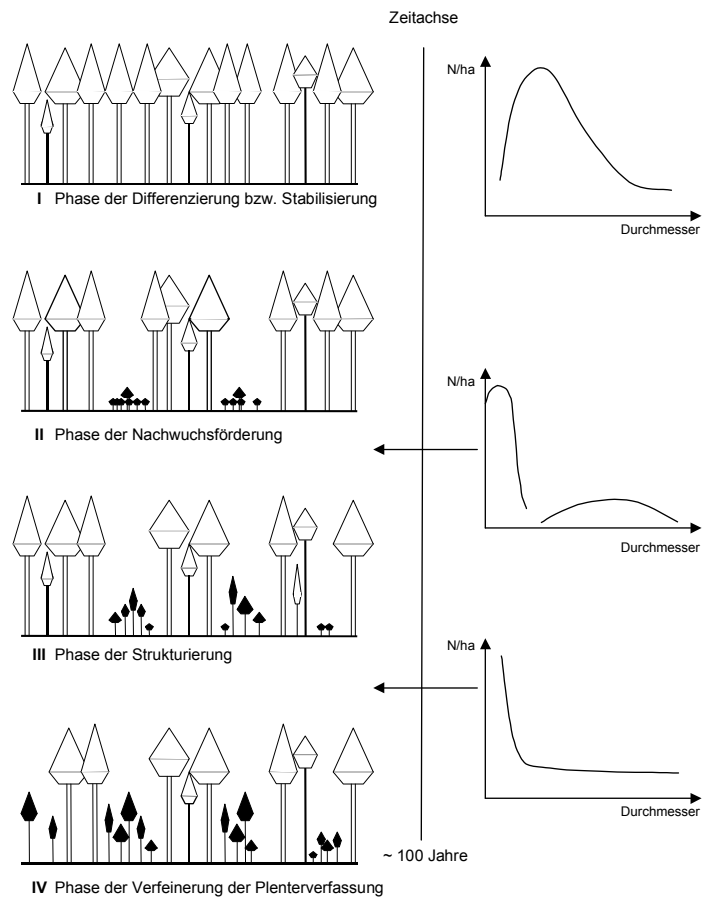 Zeitachse
N/ha
Durchmesser
I Phase der Differenzierung bzw. Stabilisierung
N/ha
Durchmesser
II Phase der Nachwuchsförderung
N/ha
Durchmesser
III Phase der Strukturierung
~ 100 Jahre
IV Phase der Verfeinerung der Plenterverfassung